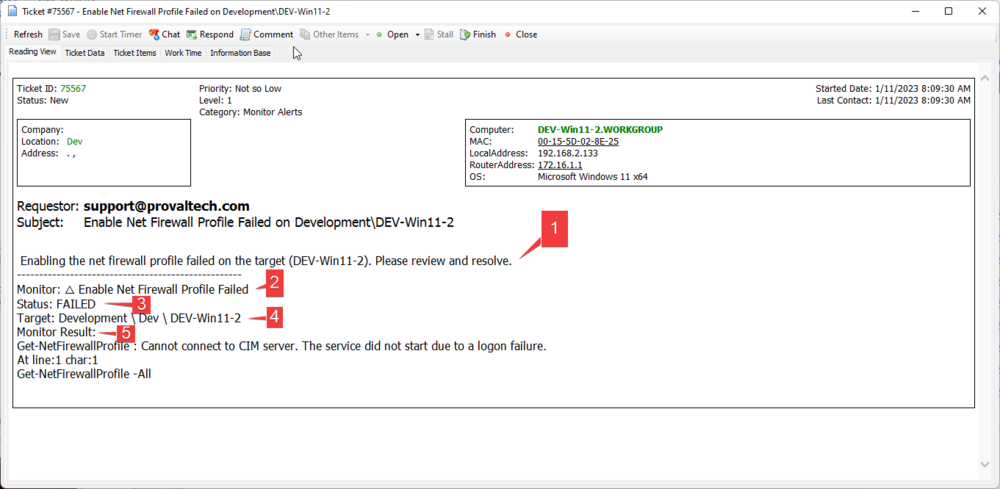 Ticket #75567 - Enable Net Firewall Profile Failed on Development\DEV-Win11-2
Refresh Save Start Timer Chat Respond Comment Other Items Open Stall Finish Close
Reading View Ticket Data Ticket Items Work Time Information Base
Ticket ID: 75567 Priority: Not so Low Started Date: 1/11/2023 8:09:30 AM
Status: New Level: 1 Last Contact: 1/11/2023 8:09:30 AM
Category: Monitor Alerts
Company: Computer: DEV-Win11-2.WORKGROUP
Location: Dev MAC: 00-15-5D-02-8E-25
Address: . , LocalAddress: 192.168.2.133
RouterAddress: 172.16.1.1
OS: Microsoft Windows 11 x64
Requestor: support@provaltech.com
Subject: Enable Net Firewall Profile Failed on Development\DEV-Win11-2
1
Enabling the net firewall profile failed on the target (DEV-Win11-2). Please review and resolve.
---------------------------------------------------
Monitor: △ Enable Net Firewall Profile Failed 2
Status: FAILED 3
Target: Development \ Dev \ DEV-Win11-2 4
Monitor Result: 5
Get-NetFirewallProfile : Cannot connect to CIM server. The service did not start due to a logon failure.
At line:1 char:1
Get-NetFirewallProfile -All